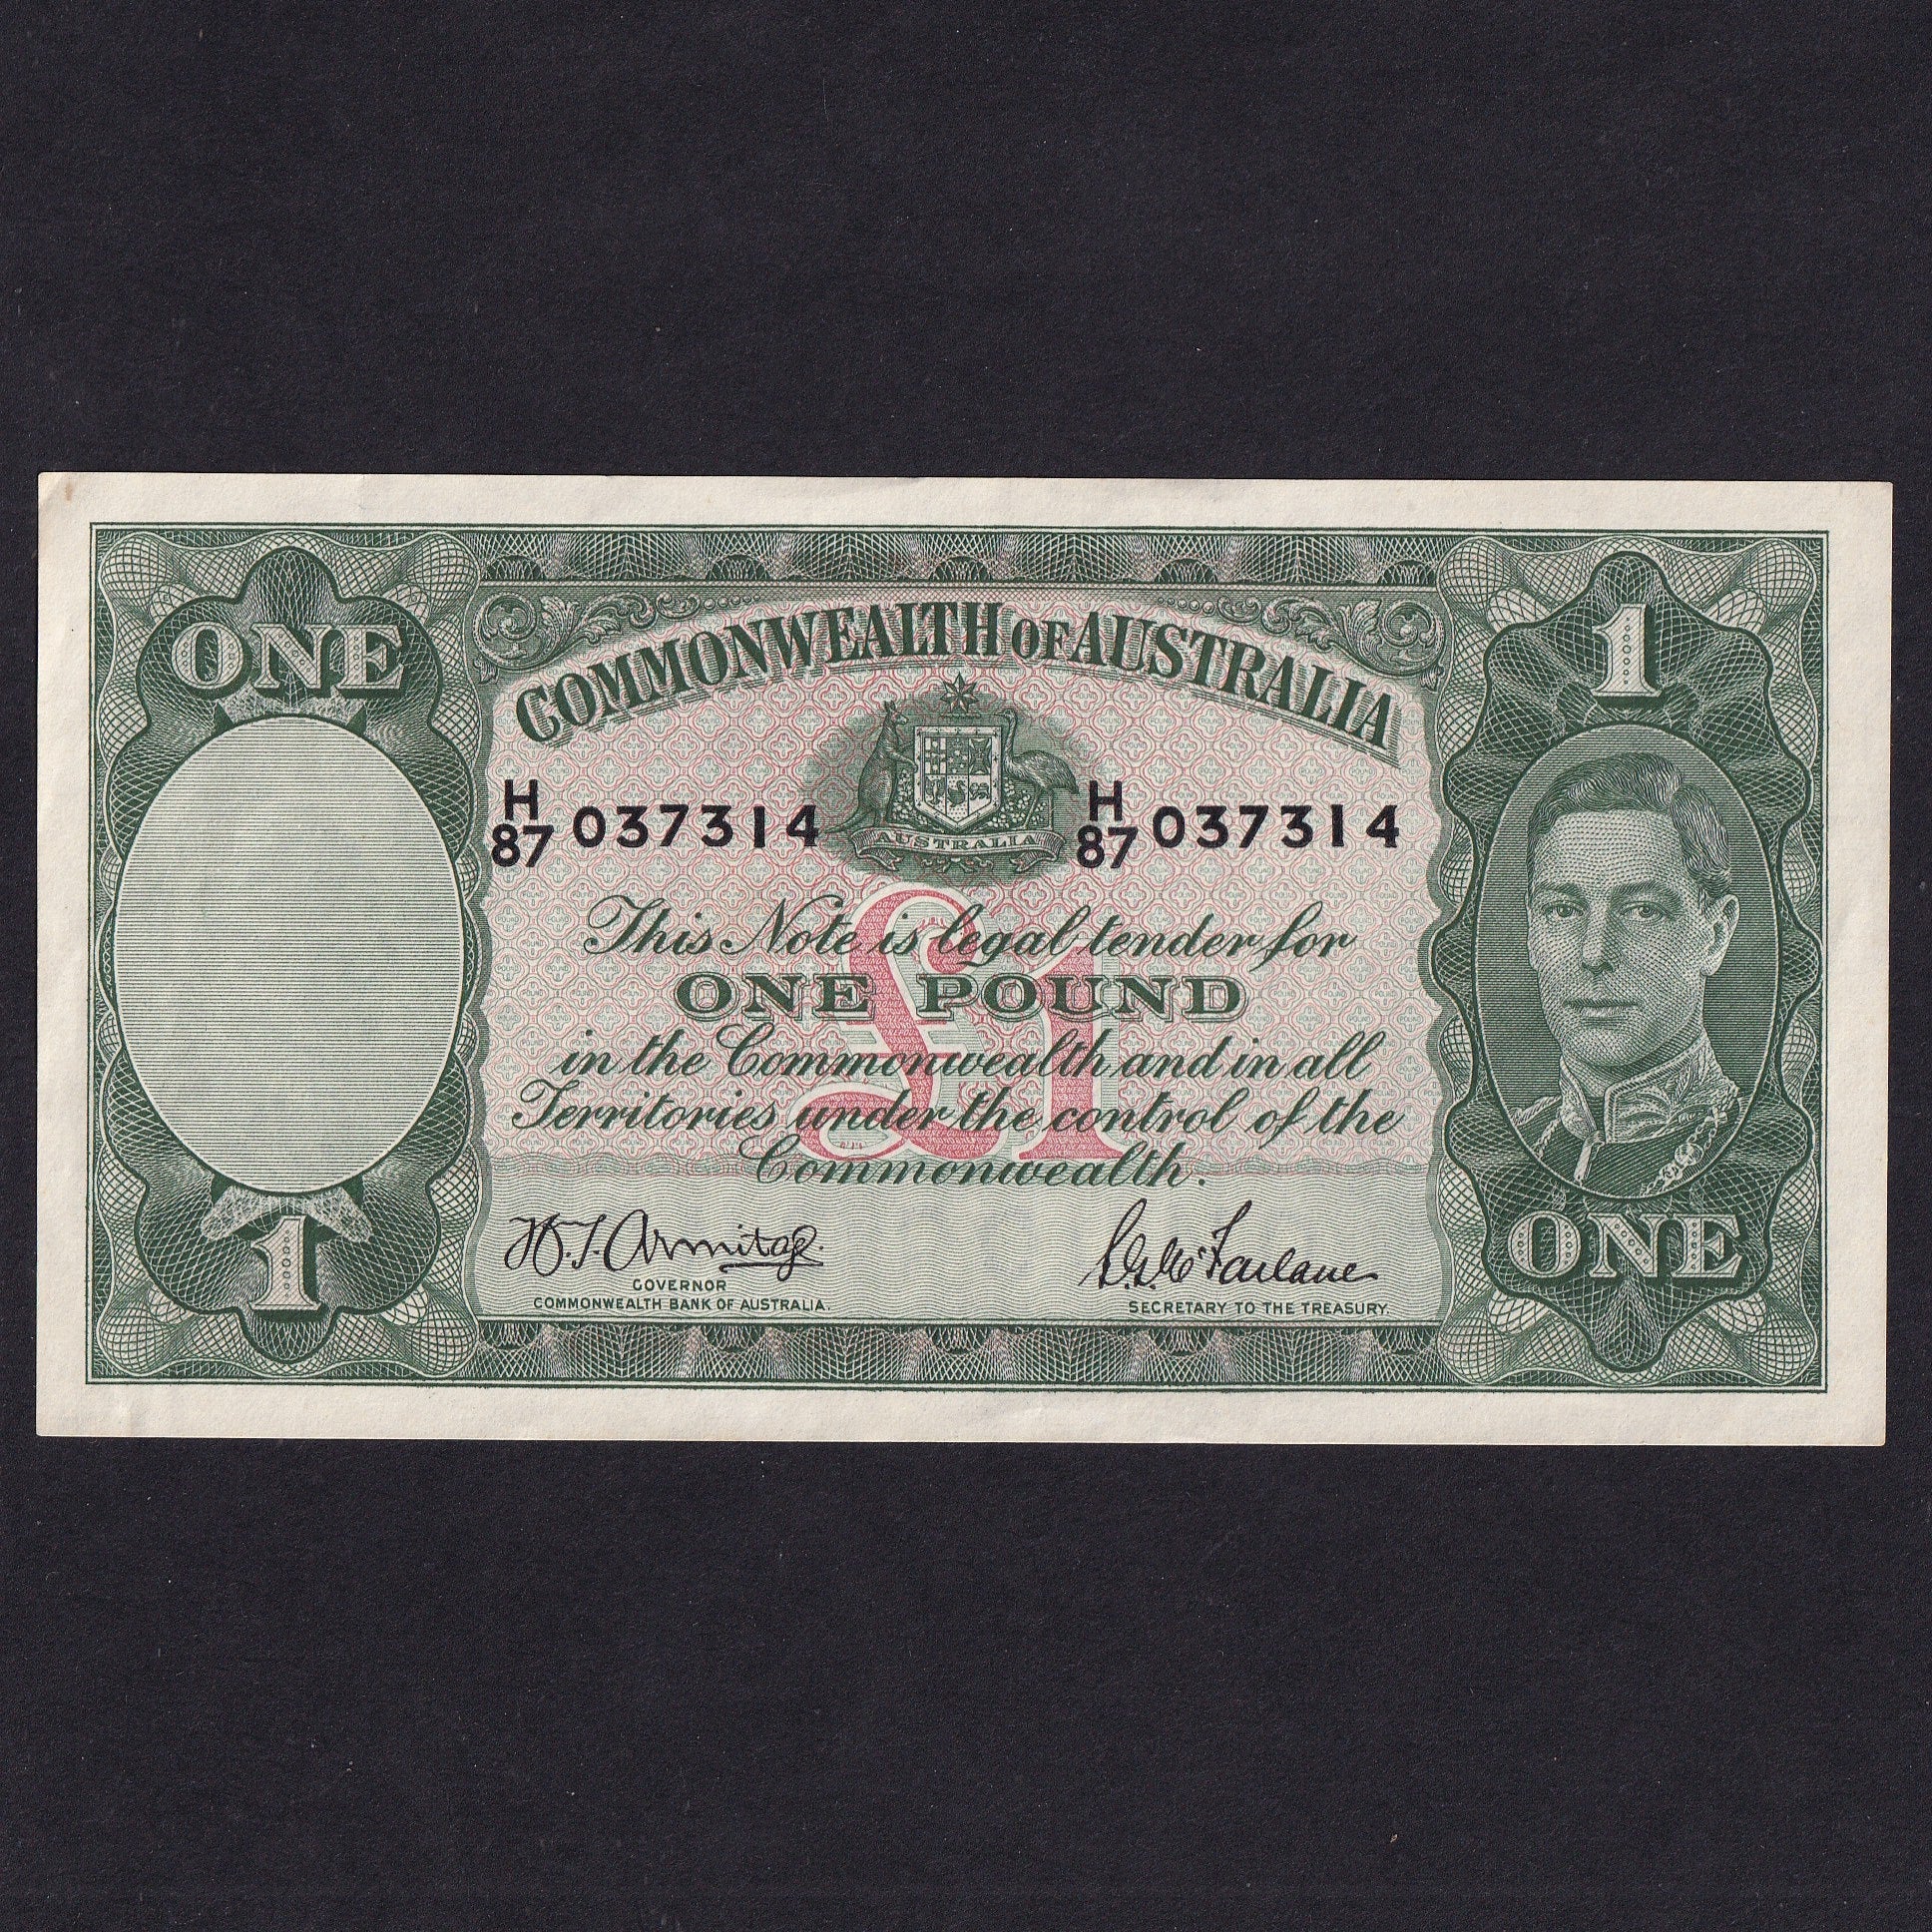 ONE
1
COMMONWEALTH OF AUSTRALIA
AUSTRALIA
H
87 037314
H
87 037314
This Note is legal tender for
£1
ONE POUND
in the Commonwealth and in all
Territories under the control of the
Commonwealth.
H.T. Armitage.
GOVERNOR
COMMONWEALTH BANK OF AUSTRALIA.
S.G. McFarlane
SECRETARY TO THE TREASURY.
1
ONE